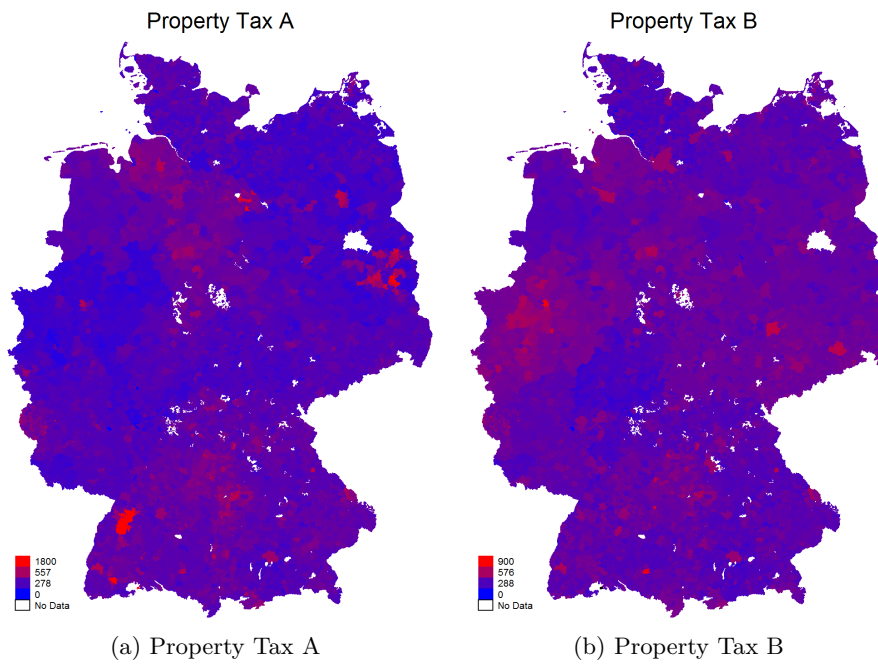 Property Tax A
Property Tax B
1800
557
278
0
No Data
900
576
288
0
No Data
(a) Property Tax A
(b) Property Tax B